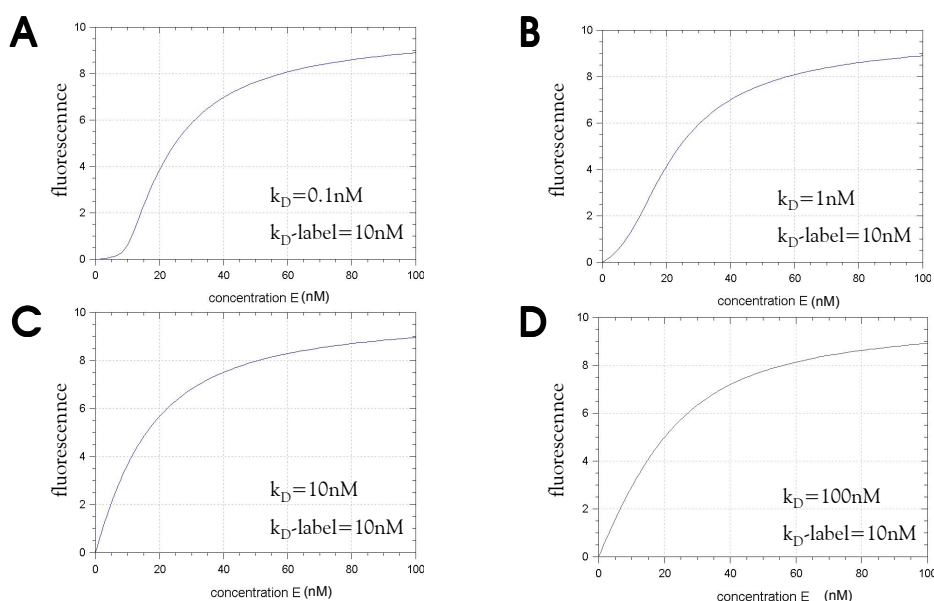 A
fluorescennce
10
8
6
4
2
0
k_D=0.1nM
k_D-label=10nM
0 20 40 60 80 100
concentration E (nM)
B
fluorescennce
10
8
6
4
2
0
k_D=1nM
k_D-label=10nM
0 20 40 60 80 100
concentration E (nM)
C
fluorescennce
10
8
6
4
2
0
k_D=10nM
k_D-label=10nM
0 20 40 60 80 100
concentration E (nM)
D
fluorescennce
10
8
6
4
2
0
k_D=100nM
k_D-label=10nM
0 20 40 60 80 100
concentration E (nM)